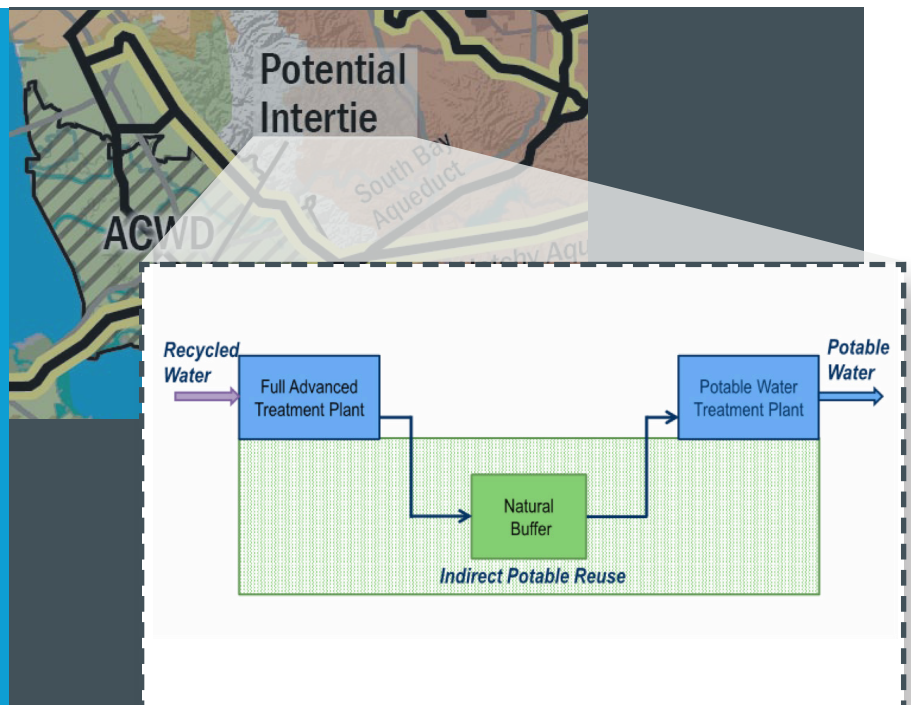 Potential
Intertie
South Bay
Aqueduct
ACWD
Recycled
Water
Full Advanced
Treatment Plant
Natural
Buffer
Indirect Potable Reuse
Potable Water
Treatment Plant
Potable
Water